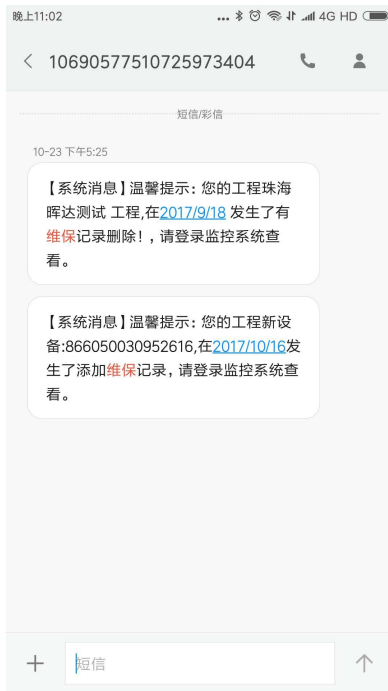 晚上11:02
... 4G HD
10690577510725973404
短信/彩信
10-23 下午5:25
【系统消息】温馨提示：您的工程珠海
晖达测试 工程,在2017/9/18 发生了有
维保记录删除！，请登录监控系统查
看。
【系统消息】温馨提示：您的工程新设
备:866050030952616,在2017/10/16发
生了添加维保记录，请登录监控系统查
看。
短信